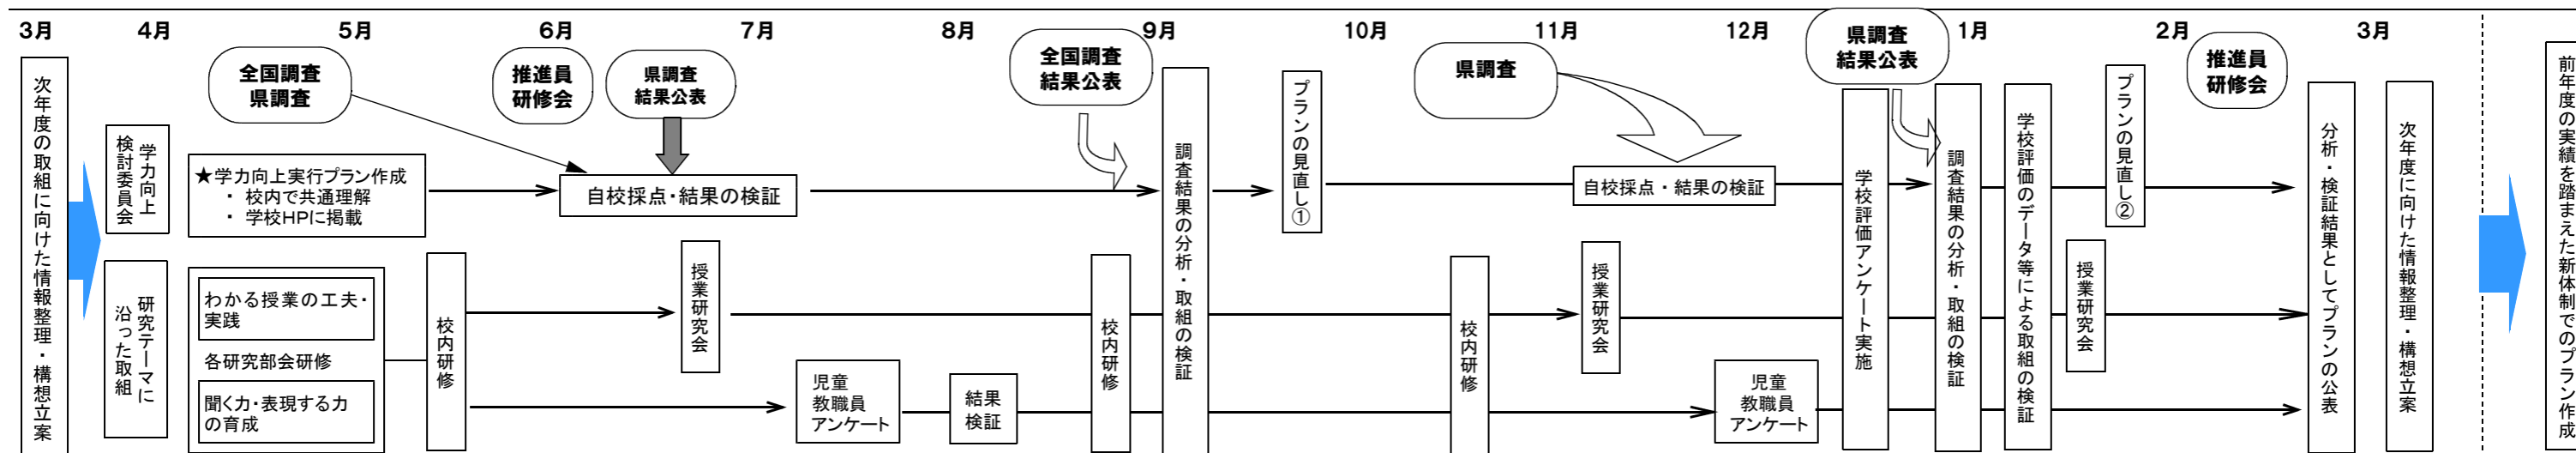 3月
4月
5月
6月
7月
8月
9月
10月
11月
12月
1月
2月
3月
次年度の取組に向けた情報整理・構想立案
学力向上
検討委員会
研究テーマに
沿った取組
全国調査
県調査
★学力向上実行プラン作成
・ 校内で共通理解
・ 学校HPに掲載
わかる授業の工夫・
実践
各研究部会研修
聞く力・表現する力
の育成
校内研修
推進員
研修会
県調査
結果公表
自校採点・結果の検証
授業研究会
児童
教職員
アンケート
結果
検証
全国調査
結果公表
校内研修
調査結果の分析・取組の検証
プランの見直し①
県調査
校内研修
自校採点・結果の検証
授業研究会
児童
教職員
アンケート
県調査
結果公表
学校評価アンケート実施
調査結果の分析・取組の検証
学校評価のデータ等による取組の検証
プランの見直し②
授業研究会
推進員
研修会
分析・検証結果としてプランの公表
次年度に向けた情報整理・構想立案
前年度の実績を踏まえた新体制でのプラン作成